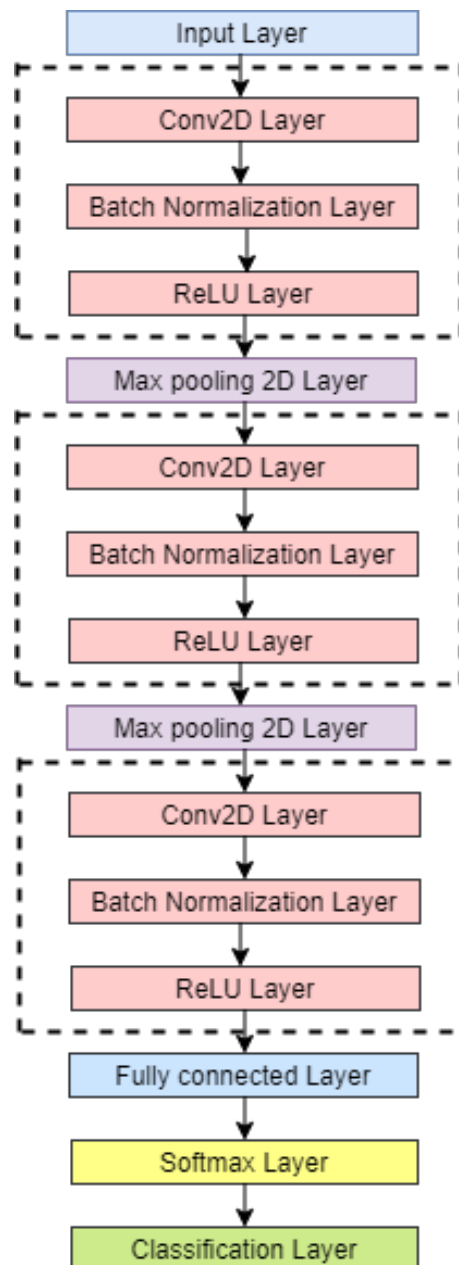 Input Layer
Conv2D Layer
Batch Normalization Layer
ReLU Layer
Max pooling 2D Layer
Conv2D Layer
Batch Normalization Layer
ReLU Layer
Max pooling 2D Layer
Conv2D Layer
Batch Normalization Layer
ReLU Layer
Fully connected Layer
Softmax Layer
Classification Layer